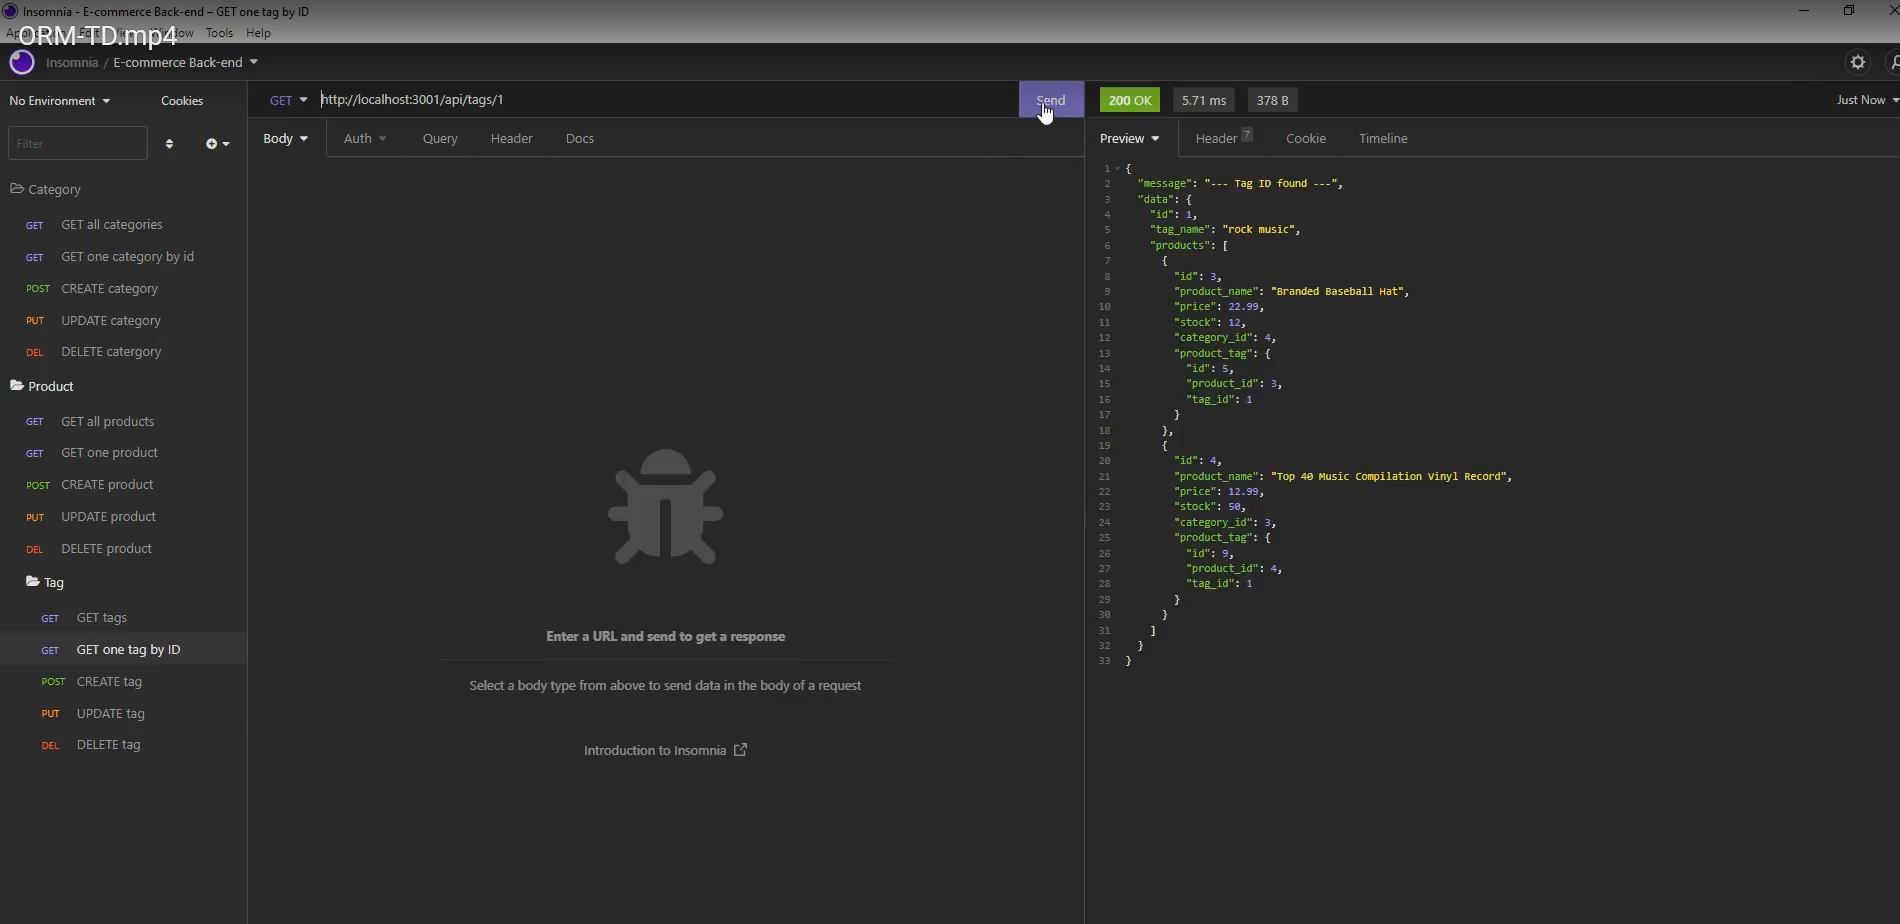 Insomnia - E-commerce Back-end – GET one tag by ID
ORM-TD.mp4
Tools Help
Insomnia / E-commerce Back-end
No Environment
Cookies
Filter
Category
GET GET all categories
GET GET one category by id
POST CREATE category
PUT UPDATE category
DEL DELETE catergory
Product
GET GET all products
GET GET one product
POST CREATE product
PUT UPDATE product
DEL DELETE product
Tag
GET GET tags
GET GET one tag by ID
POST CREATE tag
PUT UPDATE tag
DEL DELETE tag
GET http://localhost:3001/api/tags/1 Send
Body Auth Query Header Docs
Enter a URL and send to get a response
Select a body type from above to send data in the body of a request
Introduction to Insomnia
200 OK 5.71 ms 378 B Just Now
Preview Header 7 Cookie Timeline
1 {
2 "message": "--- Tag ID found ---",
3 "data": {
4 "id": 1,
5 "tag_name": "rock music",
6 "products": [
7 {
8 "id": 3,
9 "product_name": "Branded Baseball Hat",
10 "price": 22.99,
11 "stock": 12,
12 "category_id": 4,
13 "product_tag": {
14 "id": 5,
15 "product_id": 3,
16 "tag_id": 1
17 }
18 },
19 {
20 "id": 4,
21 "product_name": "Top 40 Music Compilation Vinyl Record",
22 "price": 12.99,
23 "stock": 50,
24 "category_id": 3,
25 "product_tag": {
26 "id": 9,
27 "product_id": 4,
28 "tag_id": 1
29 }
30 }
31 ]
32 }
33 }